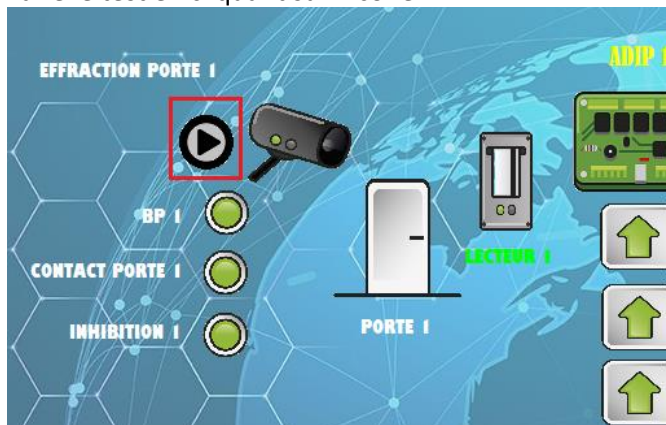 EFFRACTION PORTE 1
ADIP 1
BP 1
CONTACT PORTE 1
LECTEUR 1
INHIBITION 1
PORTE 1